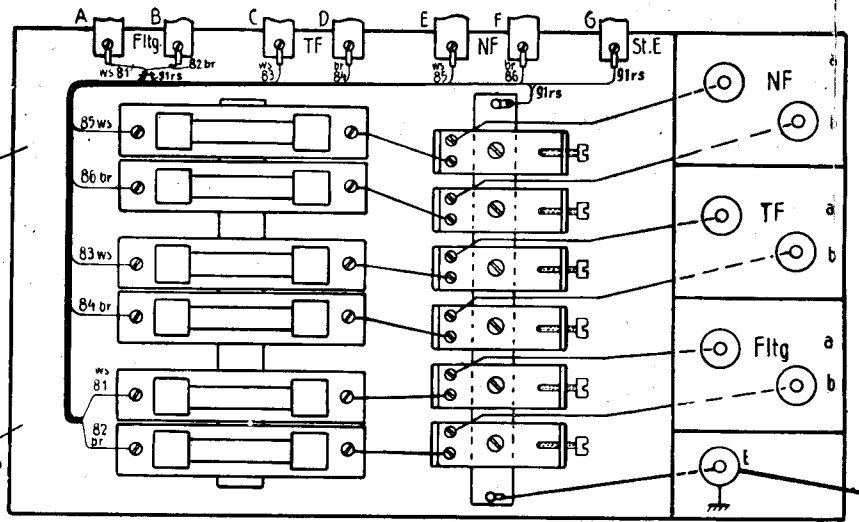 A B C D E F G
Fltg. TF NF St.E
ws 81 82 br ws 83 br 84 ws 85 br 86 91rs
91rs
91rs
85 ws
86 br
83 ws
84 br
ws
81
82
br
NF
a
TF
a
b
Fltg
a
b
E